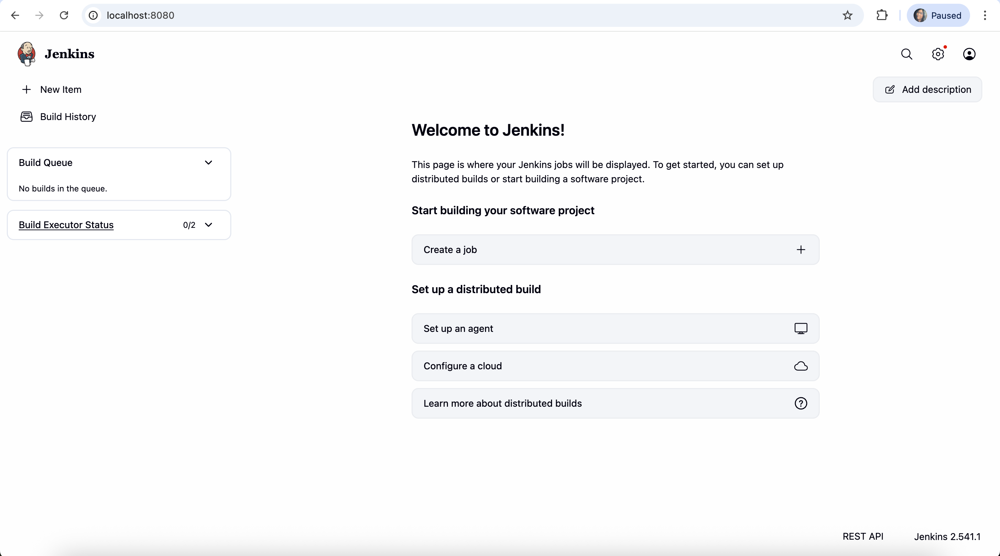 localhost:8080
Paused
Jenkins
New Item
Add description
Build History
Build Queue
No builds in the queue.
Build Executor Status 0/2
Welcome to Jenkins!
This page is where your Jenkins jobs will be displayed. To get started, you can set up
distributed builds or start building a software project.
Start building your software project
Create a job
Set up a distributed build
Set up an agent
Configure a cloud
Learn more about distributed builds
REST API
Jenkins 2.541.1